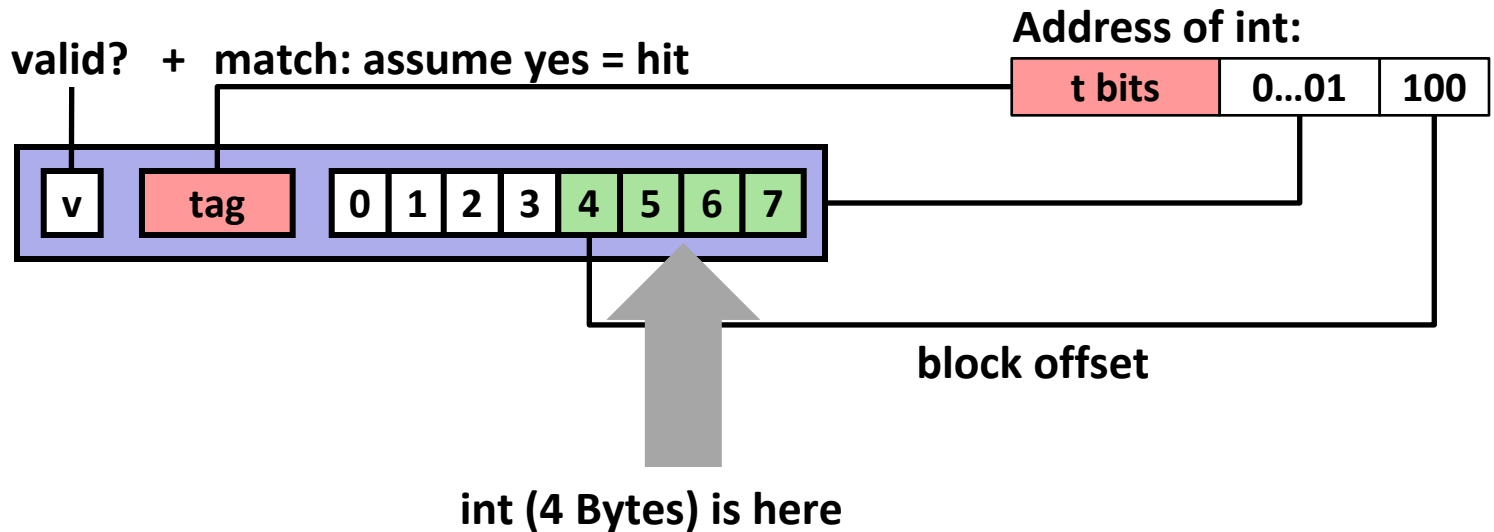 Address of int:
valid? + match: assume yes = hit
t bits 0...01 100
v tag 0 1 2 3 4 5 6 7
block offset
int (4 Bytes) is here